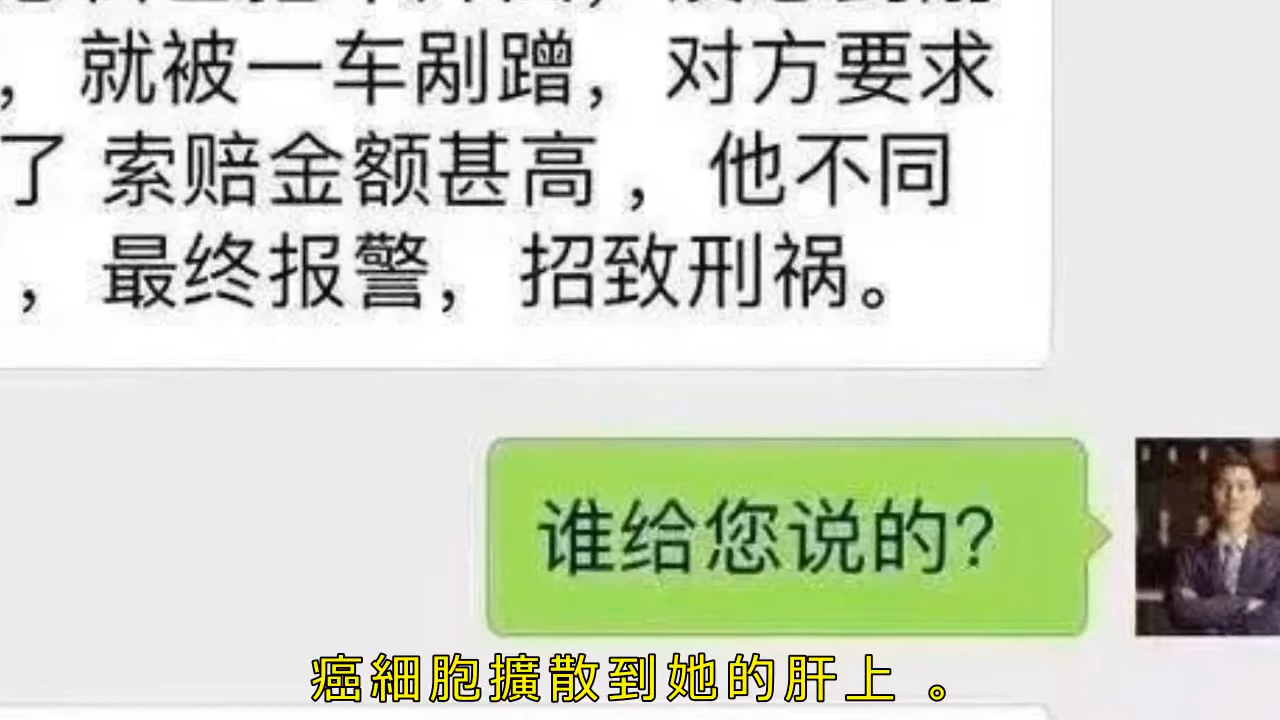 ，就被一车剐蹭，对方要求
了 索赔金额甚高，他不同
，最终报警，招致刑祸。
谁给您说的？
癌細胞擴散到她的肝上 。